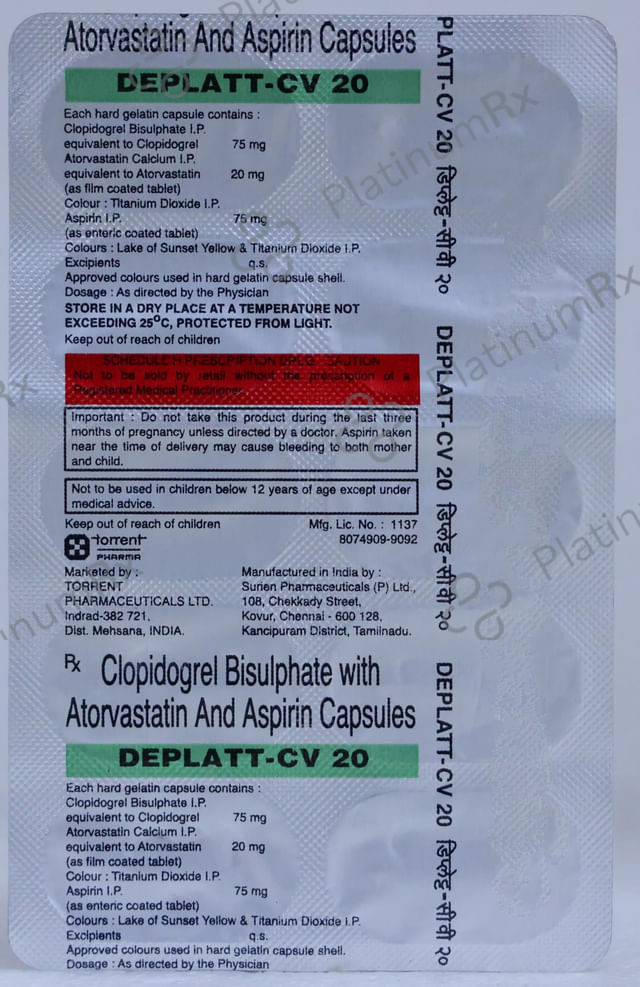 Atorvastatin And Aspirin Capsules
DEPLATT-CV 20
Each hard gelatin capsule contains :
Clopidogrel Bisulphate I.P.
equivalent to Clopidogrel 75 mg
Atorvastatin Calcium I.P.
equivalent to Atorvastatin 20 mg
(as film coated tablet)
Colour : Titanium Dioxide I.P.
Aspirin I.P. 75 mg
(as enteric coated tablet)
Colours : Lake of Sunset Yellow & Titanium Dioxide I.P.
Excipients q.s.
Approved colours used in hard gelatin capsule shell.
Dosage : As directed by the Physician
STORE IN A DRY PLACE AT A TEMPERATURE NOT
EXCEEDING 25°C, PROTECTED FROM LIGHT.
Keep out of reach of children
SCHEDULE H PRESCRIPTION DRUG - CAUTION
Not to be sold by retail without the prescription of a
Registered Medical Practitioner
Important : Do not take this product during the last three
months of pregnancy unless directed by a doctor. Aspirin taken
near the time of delivery may cause bleeding to both mother
and child.
Not to be used in children below 12 years of age except under
medical advice.
Keep out of reach of children Mfg. Lic. No. : 1137
8074909-9092
torrent
PHARMA
Marketed by :
TORRENT
PHARMACEUTICALS LTD.
Indrad-382 721,
Dist. Mehsana, INDIA.
Manufactured in India by :
Surien Pharmaceuticals (P) Ltd.,
108, Chekkady Street,
Kovur, Chennai - 600 128,
Kancipuram District, Tamilnadu.
Rx Clopidogrel Bisulphate with
Atorvastatin And Aspirin Capsules
DEPLATT-CV 20
Each hard gelatin capsule contains :
Clopidogrel Bisulphate I.P.
equivalent to Clopidogrel 75 mg
Atorvastatin Calcium I.P.
equivalent to Atorvastatin 20 mg
(as film coated tablet)
Colour : Titanium Dioxide I.P.
Aspirin I.P. 75 mg
(as enteric coated tablet)
Colours : Lake of Sunset Yellow & Titanium Dioxide I.P.
Excipients q.s.
Approved colours used in hard gelatin capsule shell.
Dosage : As directed by the Physician
PLATT-CV 20 डिप्लेट्ट-सीवी २०
DEPLATT-CV 20 डिप्लेट्ट-सीवी २०
DEPLATT-CV 20 डिप्लेट्ट-सीवी २०
PlatinumRx
PlatinumRx
Platinum